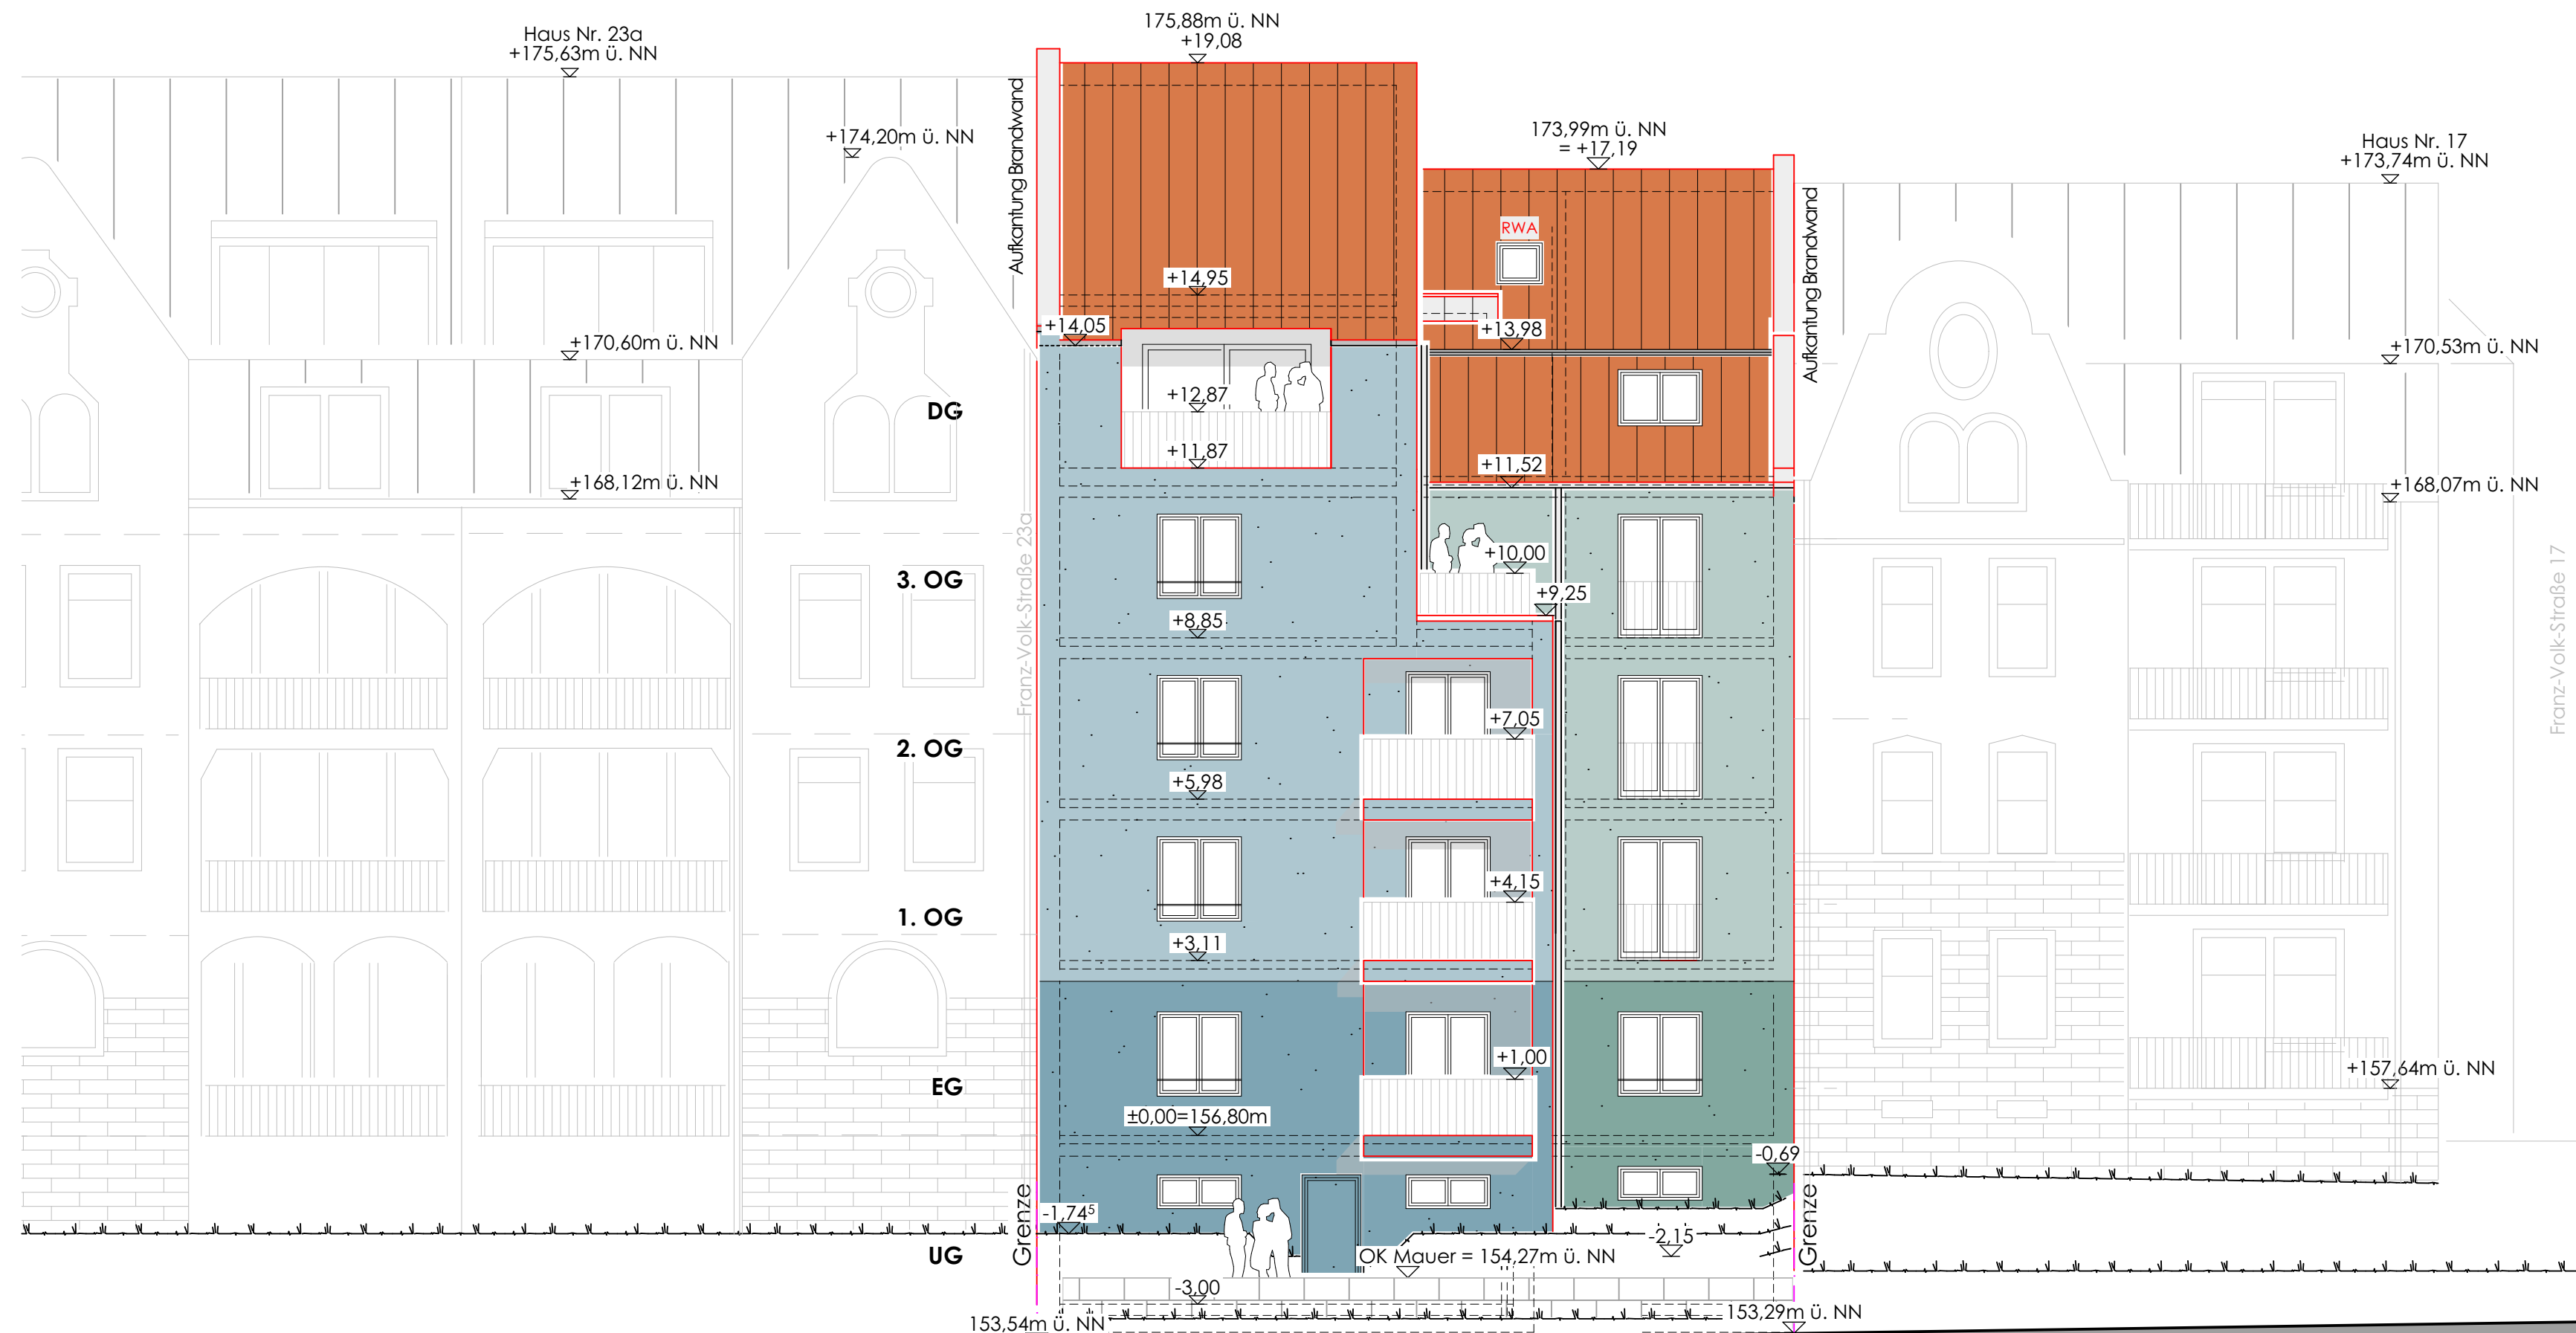 175,88m ü. NN
+19,08
Haus Nr. 23a
+175,63m ü. NN
+174,20m ü. NN
Aufkantung Brandwand
173,99m ü. NN
= +17,19
Haus Nr. 17
+173,74m ü. NN
RWA
Aufkantung Brandwand
+14,95
+14,05
+13,98
+170,60m ü. NN
+170,53m ü. NN
DG
+12,87
+11,87
+11,52
+168,12m ü. NN
+168,07m ü. NN
Franz-Volk-Straße 23a
Franz-Volk-Straße 17
3. OG
+10,00
+9,25
+8,85
2. OG
+7,05
+5,98
1. OG
+4,15
+3,11
EG
+1,00
+157,64m ü. NN
±0,00=156,80m
-0,69
Grenze
-1,74⁵
Grenze
UG
-2,15
OK Mauer = 154,27m ü. NN
-3,00
153,54m ü. NN
153,29m ü. NN